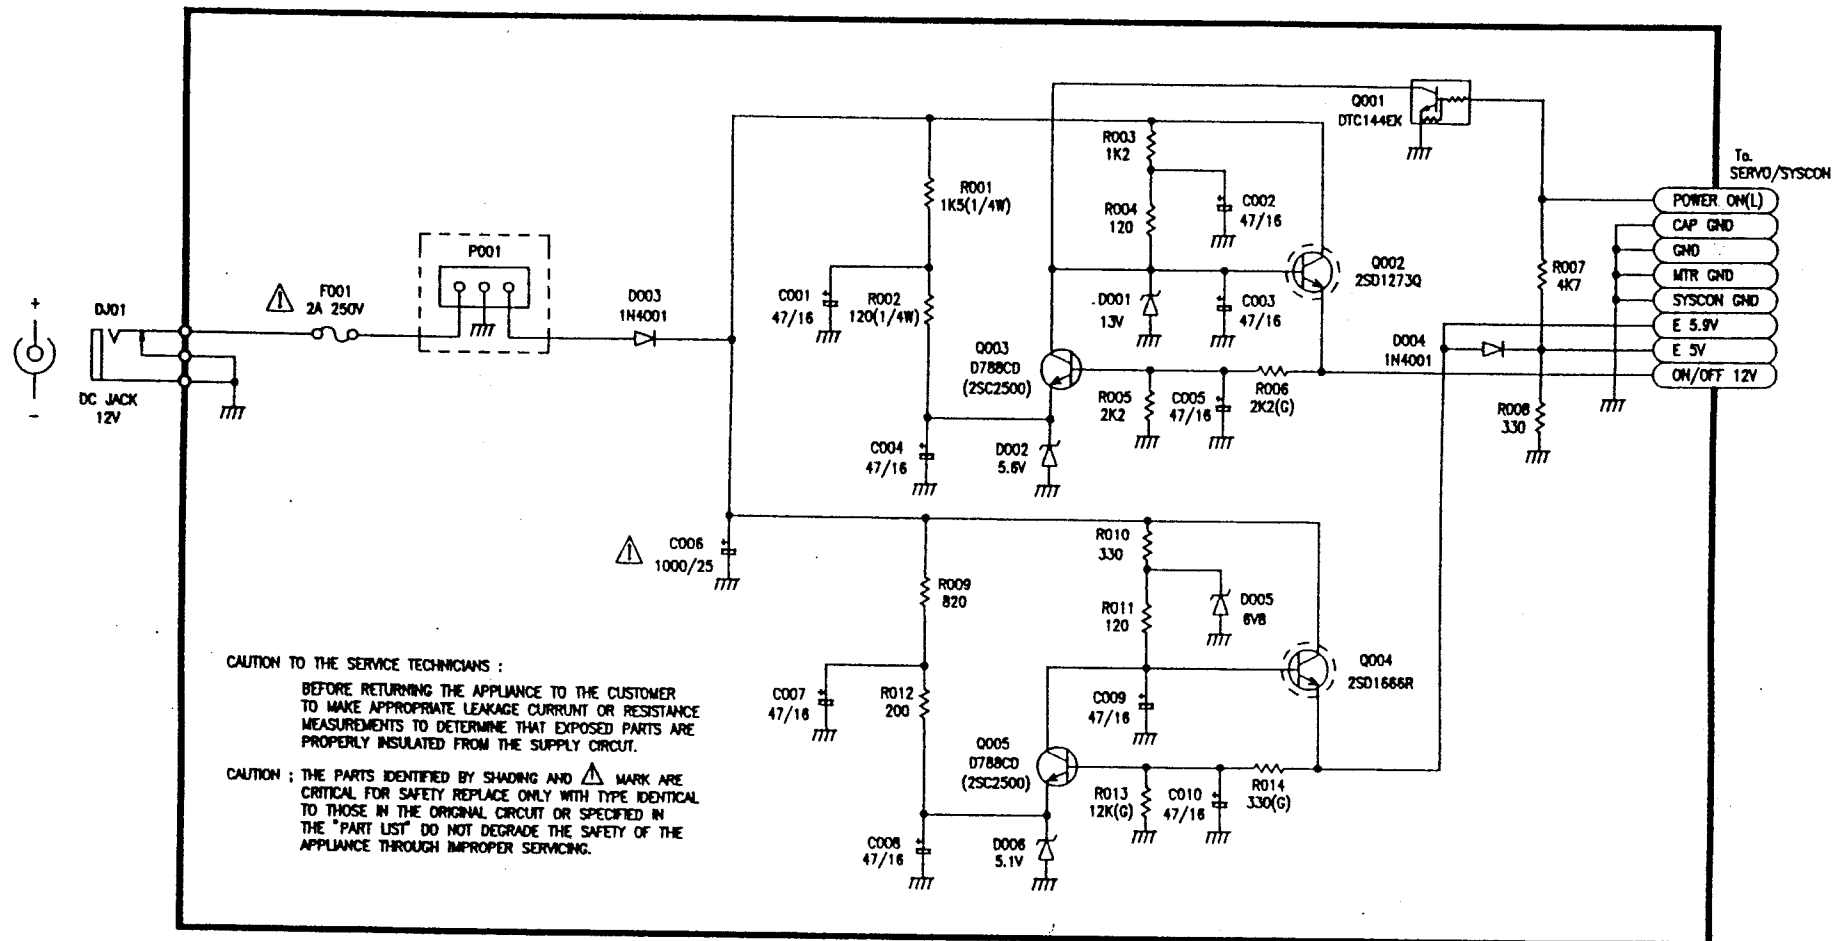 Q001
DTC144EK
To.
SERVO/SYSCON
R003
1K2
R001
1K5(1/4W)
C002
47/16
R004
120
POWER ON(L)
CAP GND
GND
MTR GND
SYSCON GND
E 5.9V
E 5V
ON/OFF 12V
P001
Q002
2SD1273Q
R007
4K7
F001
2A 250V
+
DJ01
D003
1N4001
C001
47/16
R002
120(1/4W)
D001
13V
C003
47/16
D004
1N4001
Q003
D788CD
(2SC2500)
-
DC JACK
12V
R005
2K2
C005
47/16
R006
2K2(G)
R008
330
C004
47/16
D002
5.6V
C006
1000/25
R010
330
R009
820
R011
120
D005
6V8
Q004
2SD1666R
C007
47/16
R012
200
C009
47/16
Q005
D788CD
(2SC2500)
R013
12K(G)
C010
47/16
R014
330(G)
C008
47/16
D006
5.1V
CAUTION TO THE SERVICE TECHNICIANS :
BEFORE RETURNING THE APPLIANCE TO THE CUSTOMER
TO MAKE APPROPRIATE LEAKAGE CURRUNT OR RESISTANCE
MEASUREMENTS TO DETERMINE THAT EXPOSED PARTS ARE
PROPERLY INSULATED FROM THE SUPPLY CIRCUT.
CAUTION ; THE PARTS IDENTIFIED BY SHADING AND ⚠ MARK ARE
CRITICAL FOR SAFETY REPLACE ONLY WITH TYPE IDENTICAL
TO THOSE IN THE ORIGINAL CIRCUIT OR SPECIFIED IN
THE "PART LIST" DO NOT DEGRADE THE SAFETY OF THE
APPLIANCE THROUGH IMPROPER SERVICING.